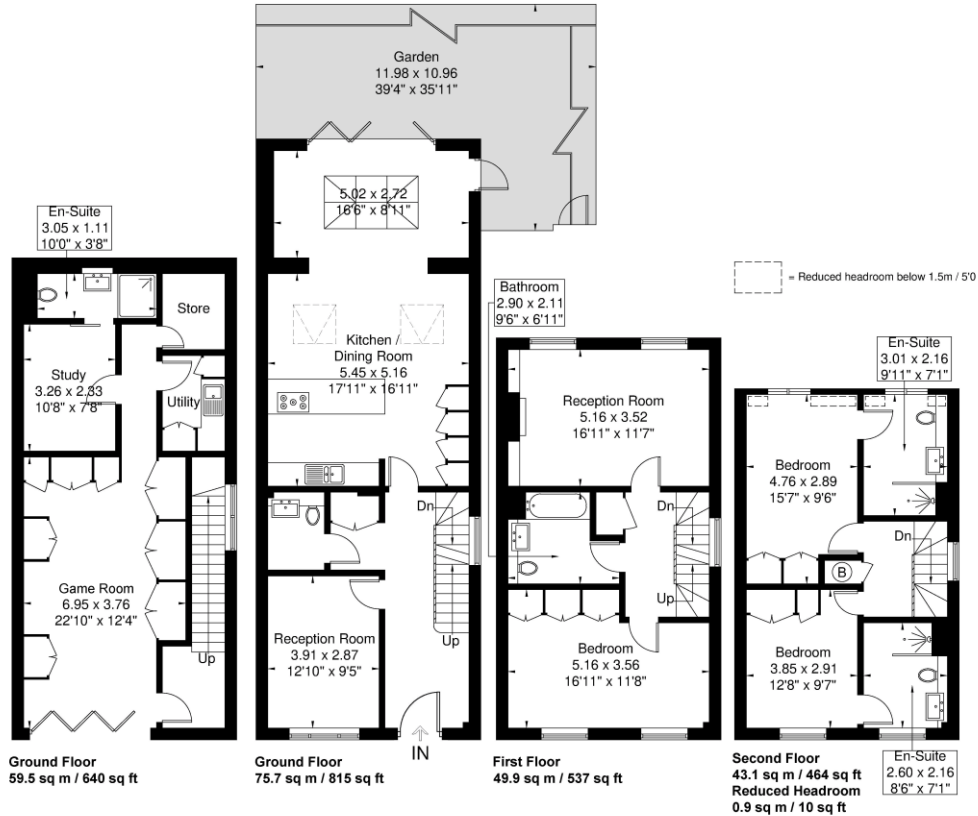 Garden
11.98 x 10.96
39'4" x 35'11"
En-Suite
3.05 x 1.11
10'0" x 3'8"
Store
Study
3.26 x 2.33
10'8" x 7'8"
Utility
Game Room
6.95 x 3.76
22'10" x 12'4"
Up
Ground Floor
59.5 sq m / 640 sq ft
5.02 x 2.72
16'6" x 8'11"
Kitchen /
Dining Room
5.45 x 5.16
17'11" x 16'11"
Dn
Reception Room
3.91 x 2.87
12'10" x 9'5"
Up
IN
Ground Floor
75.7 sq m / 815 sq ft
Bathroom
2.90 x 2.11
9'6" x 6'11"
Reception Room
5.16 x 3.52
16'11" x 11'7"
Dn
Up
Bedroom
5.16 x 3.56
16'11" x 11'8"
First Floor
49.9 sq m / 537 sq ft
= Reduced headroom below 1.5m / 5'0
En-Suite
3.01 x 2.16
9'11" x 7'1"
Bedroom
4.76 x 2.89
15'7" x 9'6"
Dn
B
Bedroom
3.85 x 2.91
12'8" x 9'7"
En-Suite
2.60 x 2.16
8'6" x 7'1"
Second Floor
43.1 sq m / 464 sq ft
Reduced Headroom
0.9 sq m / 10 sq ft